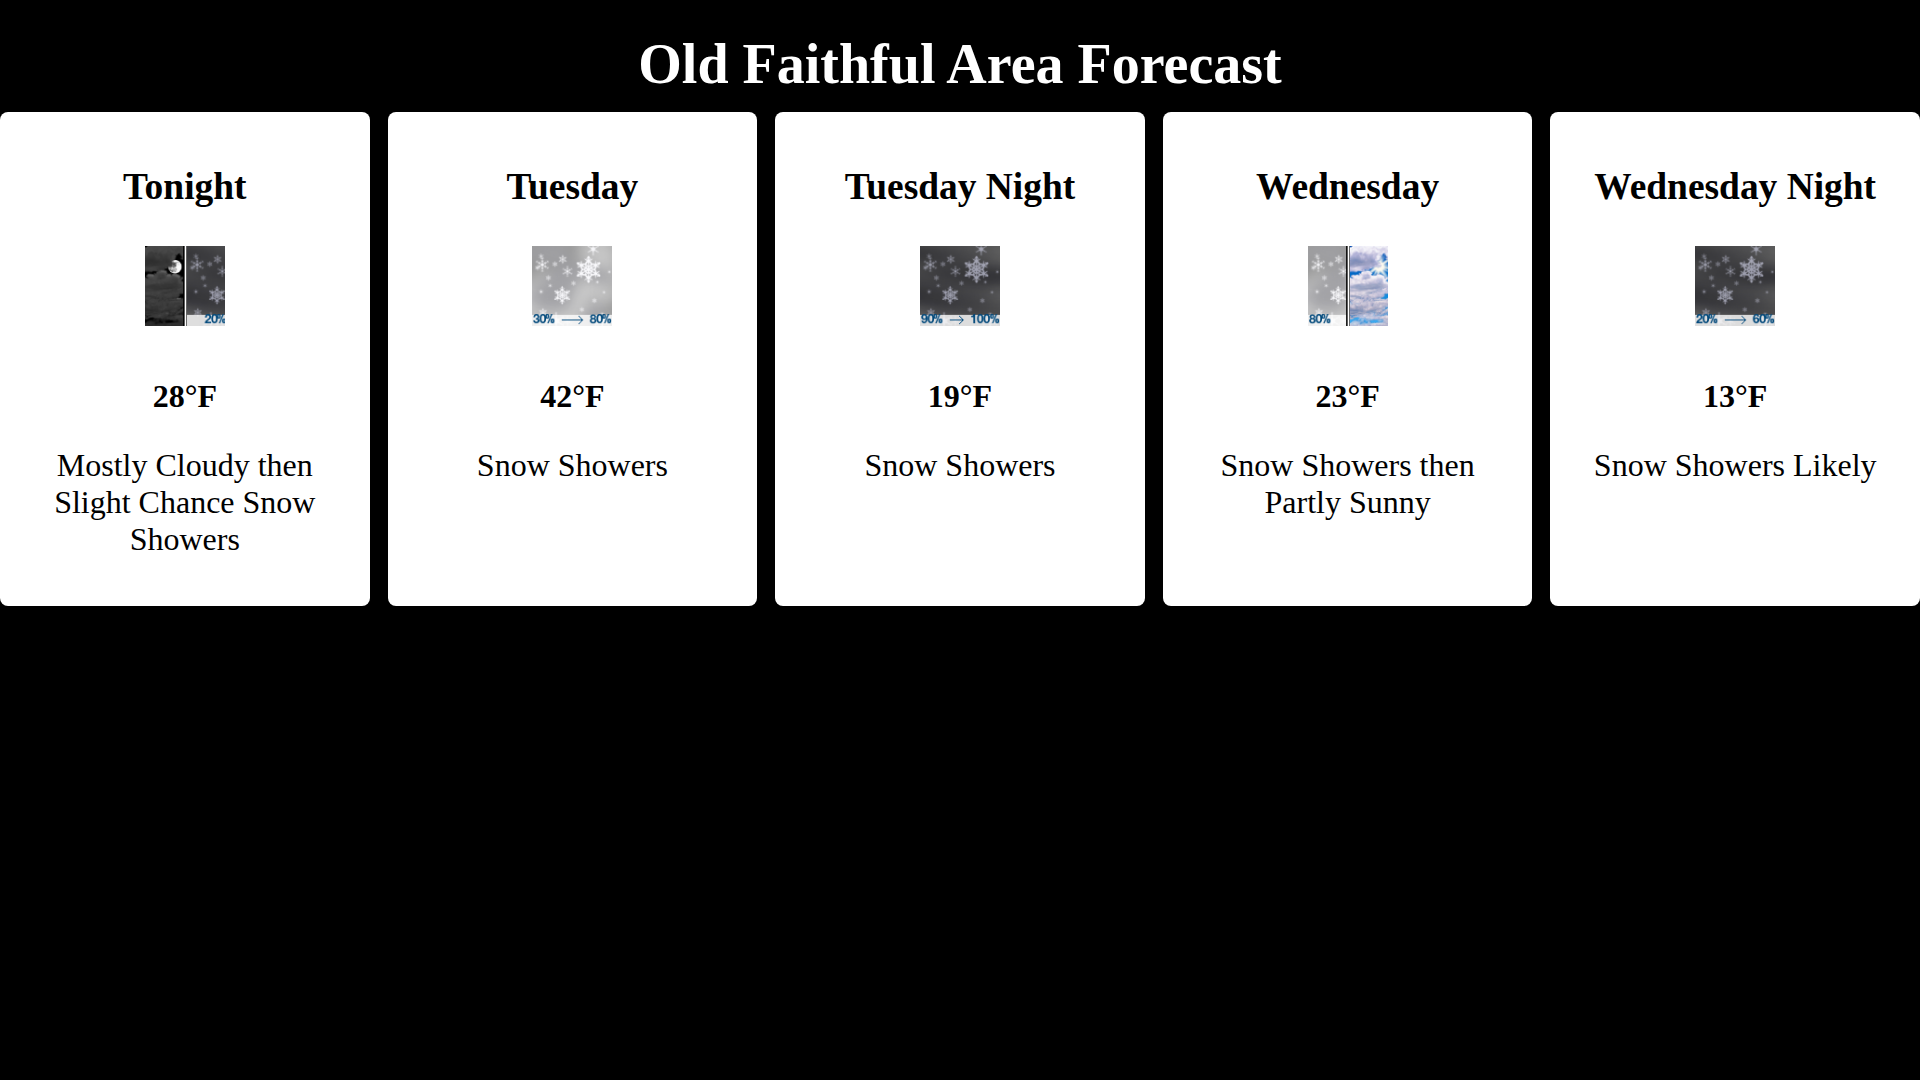 Old Faithful Area Forecast
Tonight
20%
28°F
Mostly Cloudy then
Slight Chance Snow
Showers
Tuesday
30% → 80%
42°F
Snow Showers
Tuesday Night
90% → 100%
19°F
Snow Showers
Wednesday
80%
23°F
Snow Showers then
Partly Sunny
Wednesday Night
20% → 60%
13°F
Snow Showers Likely